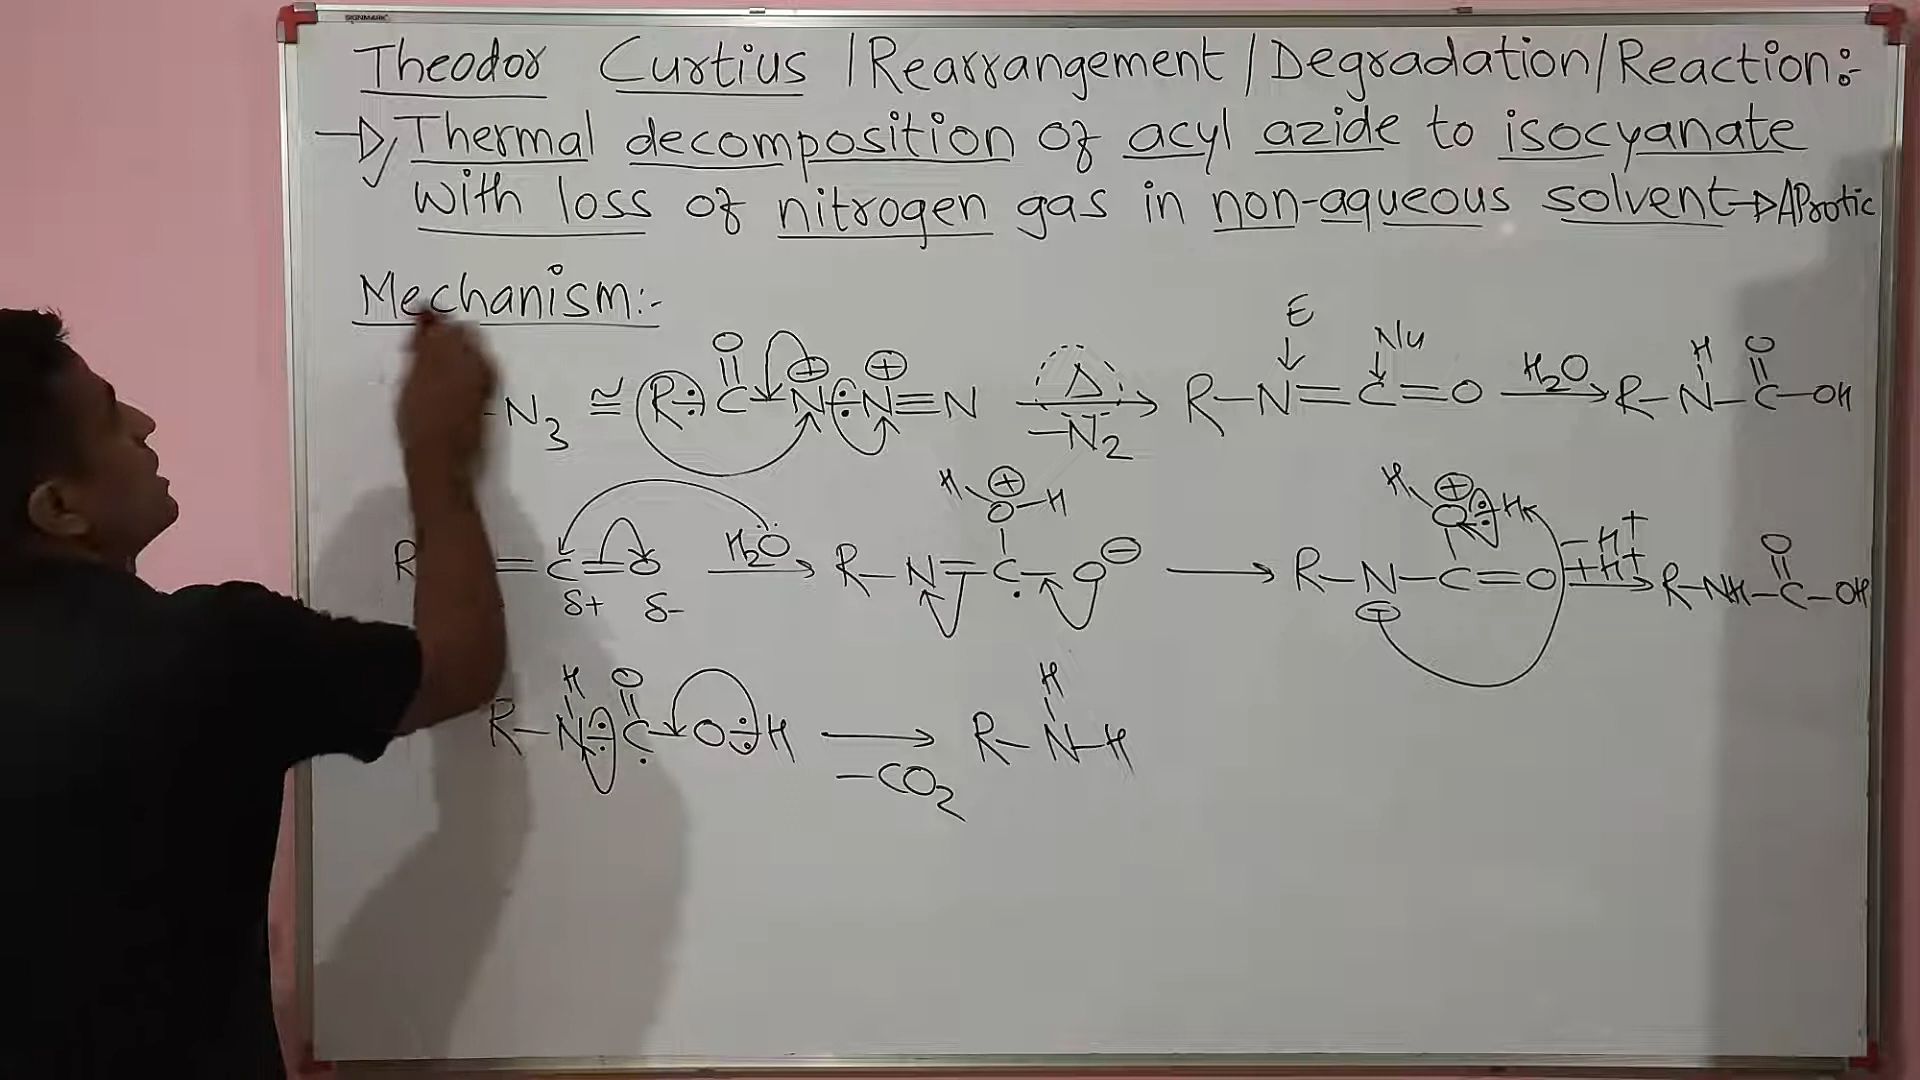 SIGNMARK
Theodor Curtius /Rearrangement/Degradation/Reaction:-
Thermal decomposition of acyl azide to isocyanate
with loss of nitrogen gas in non-aqueous solvent→AProtic
Mechanism:-
E
Nu
O ⊕ ⊕ Δ H O
-N3 ≅ R:C-N:N≡N → R-N=C=O H2O→ R-N-C-OH
-N2
H ⊕ H H ⊕ H -H+ O
R =C=O H2O→ R-N=C-O⊖ → R-N-C=O +H+→ R-NH-C-OH
δ+ δ- O O ⊖
H O H
R-N:C-O:H → R-N-H
-CO2